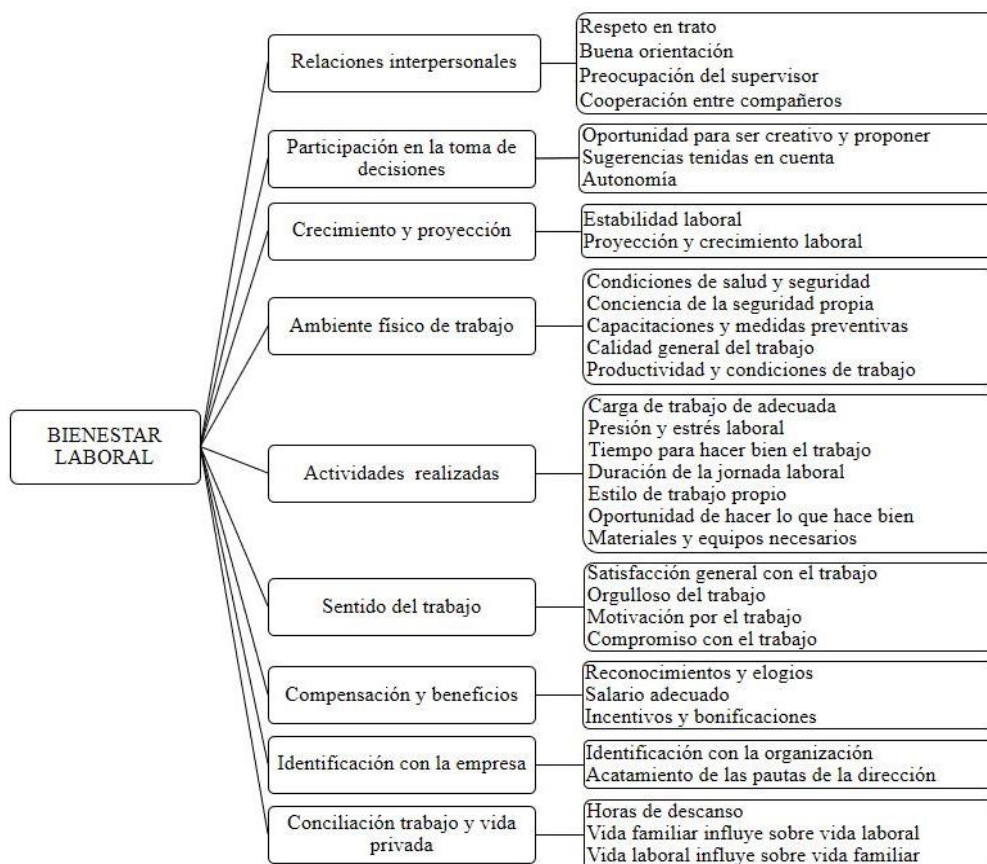 Relaciones interpersonales
Respeto en trato
Buena orientación
Preocupación del supervisor
Cooperación entre compañeros
Participación en la toma de
decisiones
Oportunidad para ser creativo y proponer
Sugerencias tenidas en cuenta
Autonomía
Crecimiento y proyección
Estabilidad laboral
Proyección y crecimiento laboral
Ambiente físico de trabajo
Condiciones de salud y seguridad
Conciencia de la seguridad propia
Capacitaciones y medidas preventivas
Calidad general del trabajo
Productividad y condiciones de trabajo
BIENESTAR
LABORAL
Actividades realizadas
Carga de trabajo de adecuada
Presión y estrés laboral
Tiempo para hacer bien el trabajo
Duración de la jornada laboral
Estilo de trabajo propio
Oportunidad de hacer lo que hace bien
Materiales y equipos necesarios
Sentido del trabajo
Satisfacción general con el trabajo
Orgulloso del trabajo
Motivación por el trabajo
Compromiso con el trabajo
Compensación y beneficios
Reconocimientos y elogios
Salario adecuado
Incentivos y bonificaciones
Identificación con la empresa
Identificación con la organización
Acatamiento de las pautas de la dirección
Conciliación trabajo y vida
privada
Horas de descanso
Vida familiar influye sobre vida laboral
Vida laboral influye sobre vida familiar